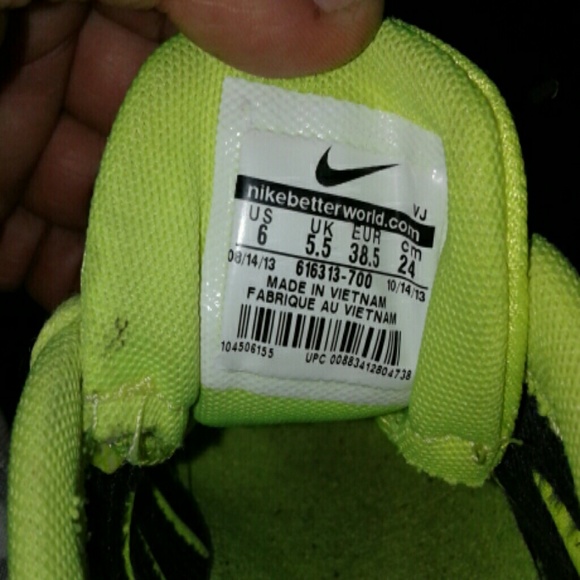 nikebetterworld.com
VJ
US UK EUR cm
6 5.5 38.5 24
08/14/13 616313-700 10/14/13
MADE IN VIETNAM
FABRIQUE AU VIETNAM
104506155 UPC 00883412804738